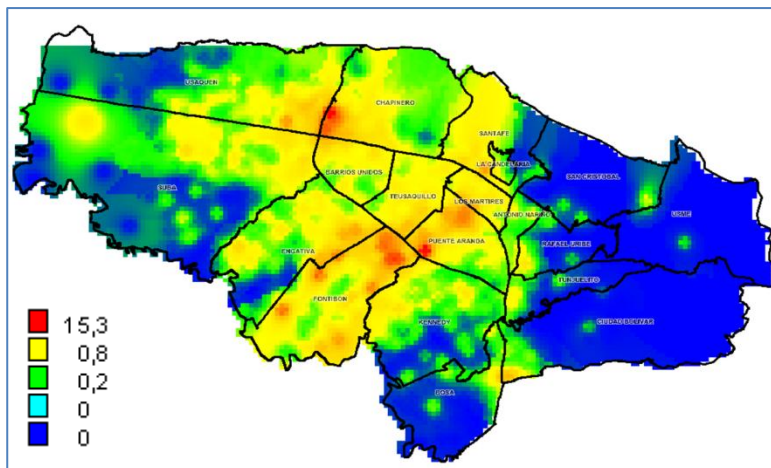 USAQUEN
CHAPINERO
SANTAFE
LA CANDELARIA
SAN CRISTOBAL
BARRIOS UNIDOS
SUBA
TEUSAQUILLO
LOS MARTIRES
ANTONIO NARIÑO
USME
ENGATIVA
PUENTE ARANDA
RAFAEL URIBE
TUNJUELITO
FONTIBON
KENNEDY
CIUDAD BOLIVAR
BOSA
15,3
0,8
0,2
0
0